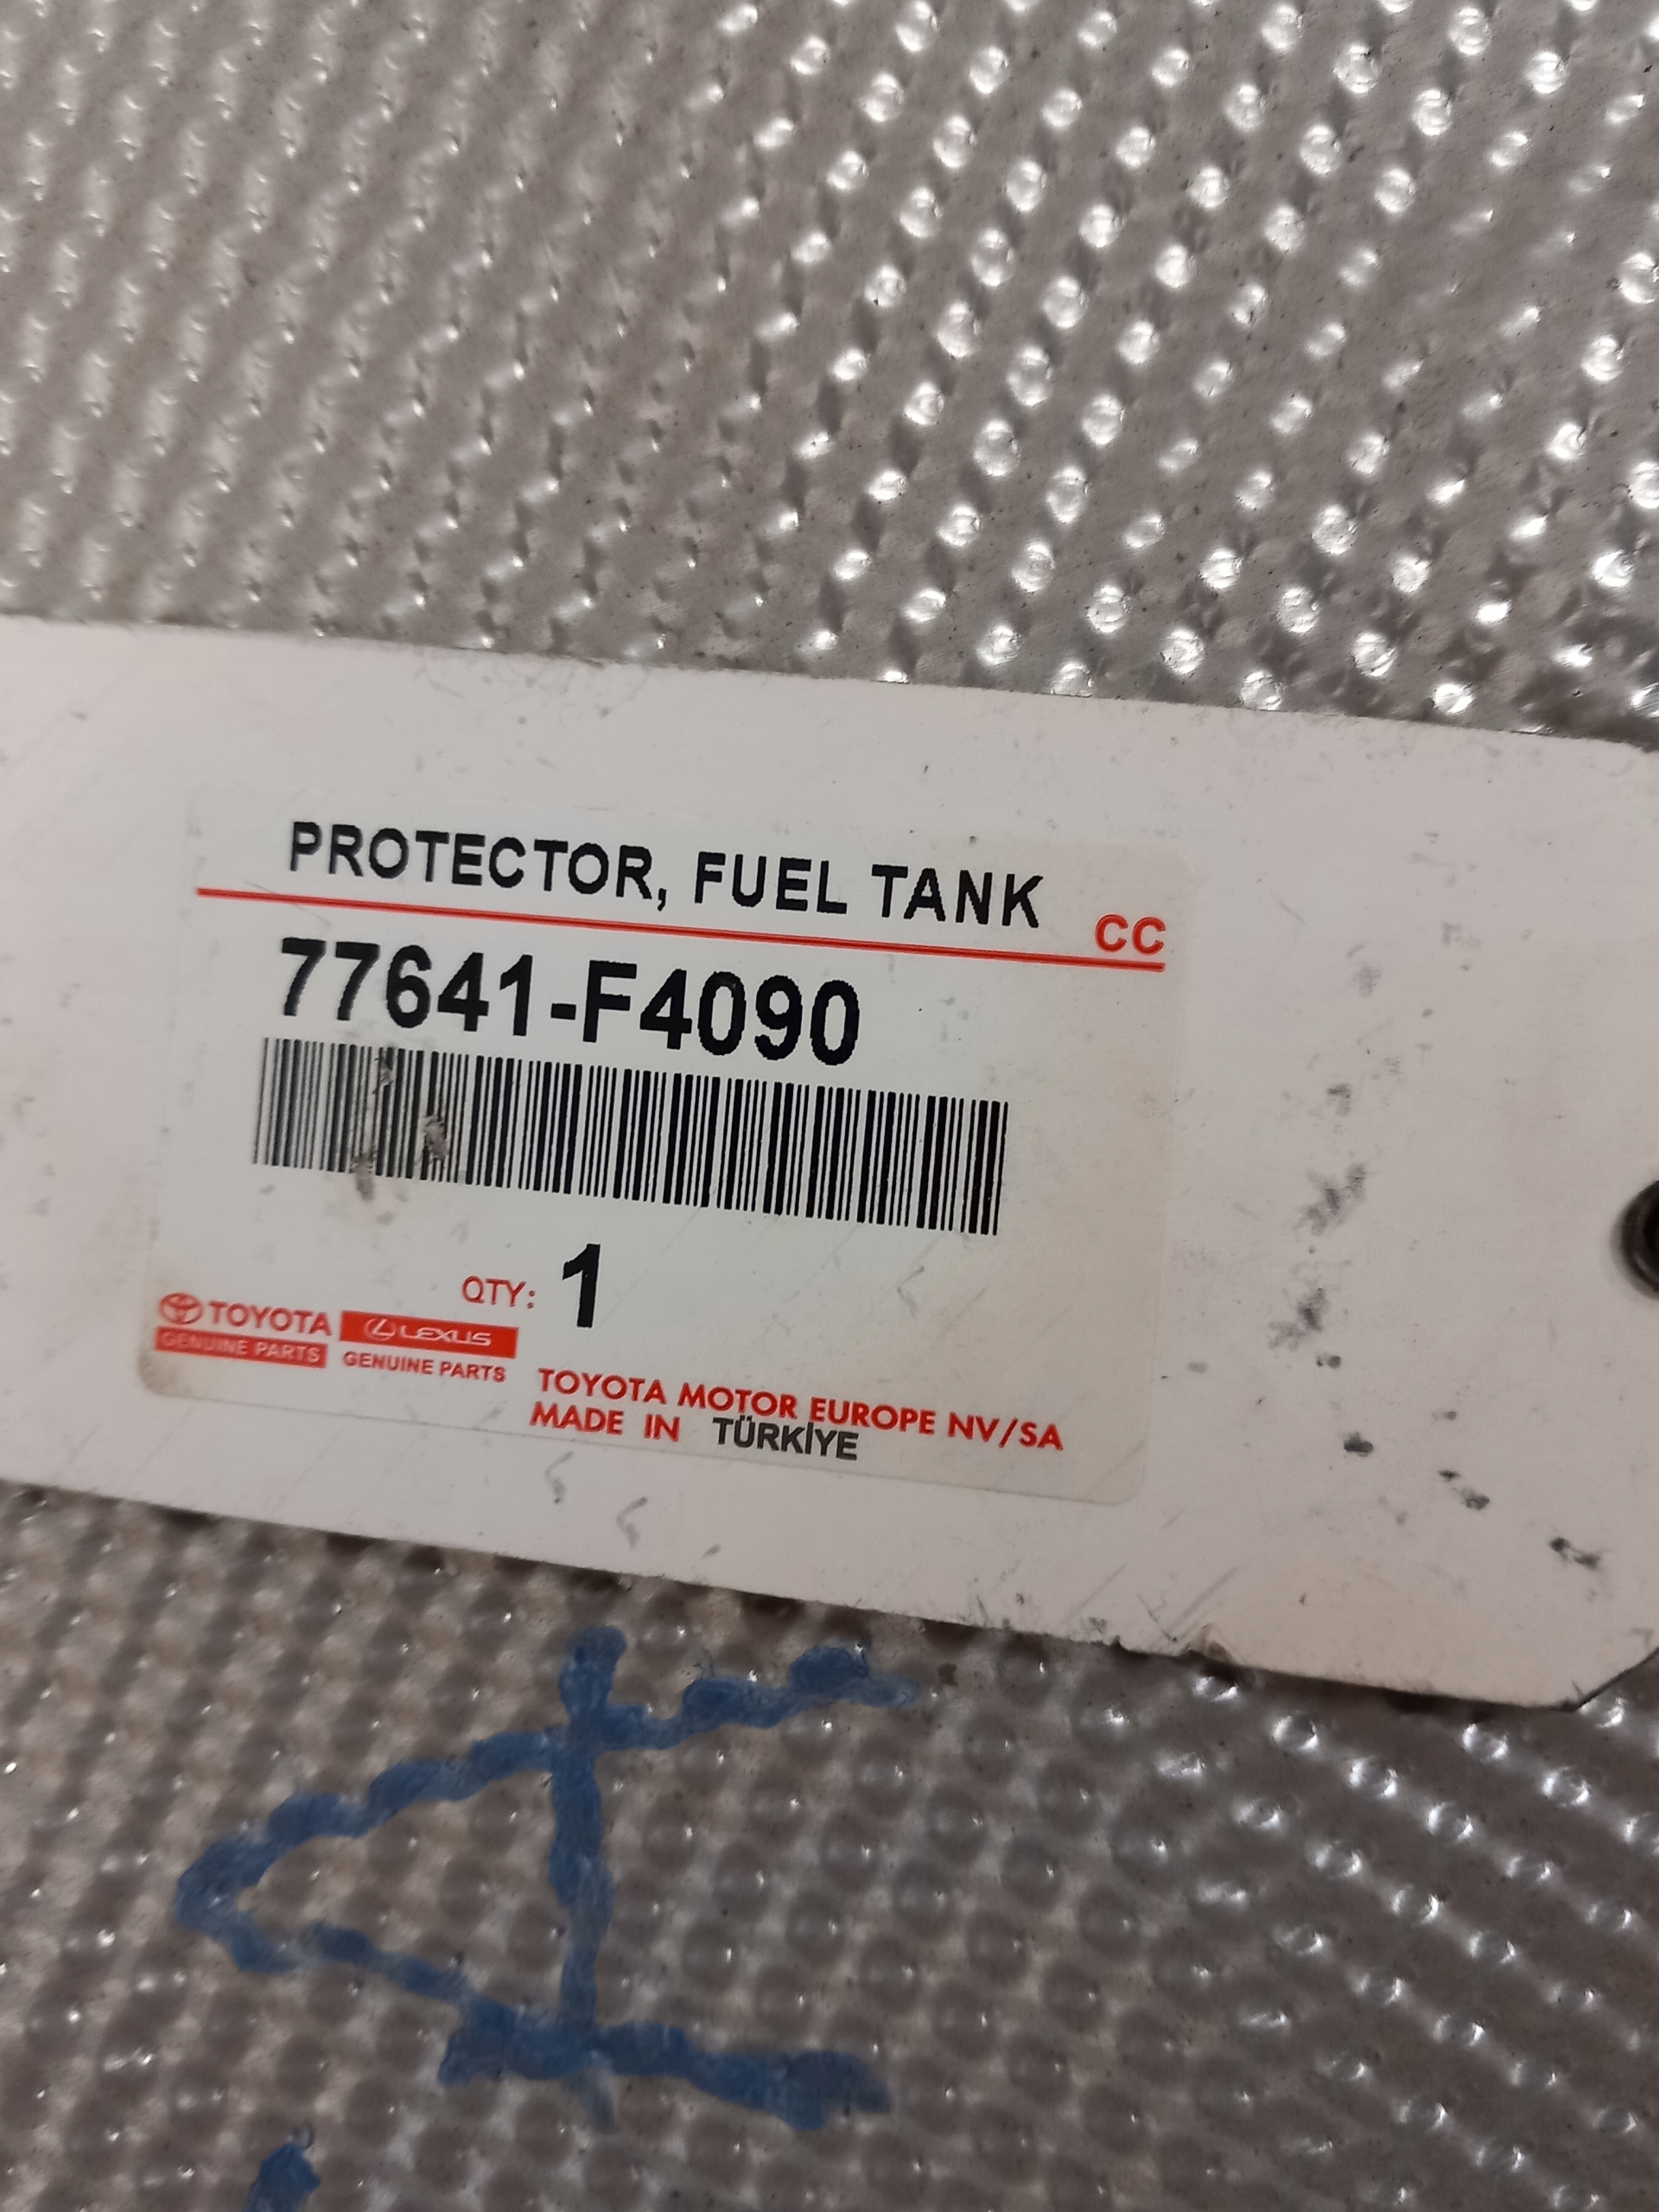 PROTECTOR, FUEL TANK
CC
77641-F4090
QTY: 1
TOYOTA
GENUINE PARTS
LEXUS
GENUINE PARTS
TOYOTA MOTOR EUROPE NV/SA
MADE IN TÜRKİYE
A